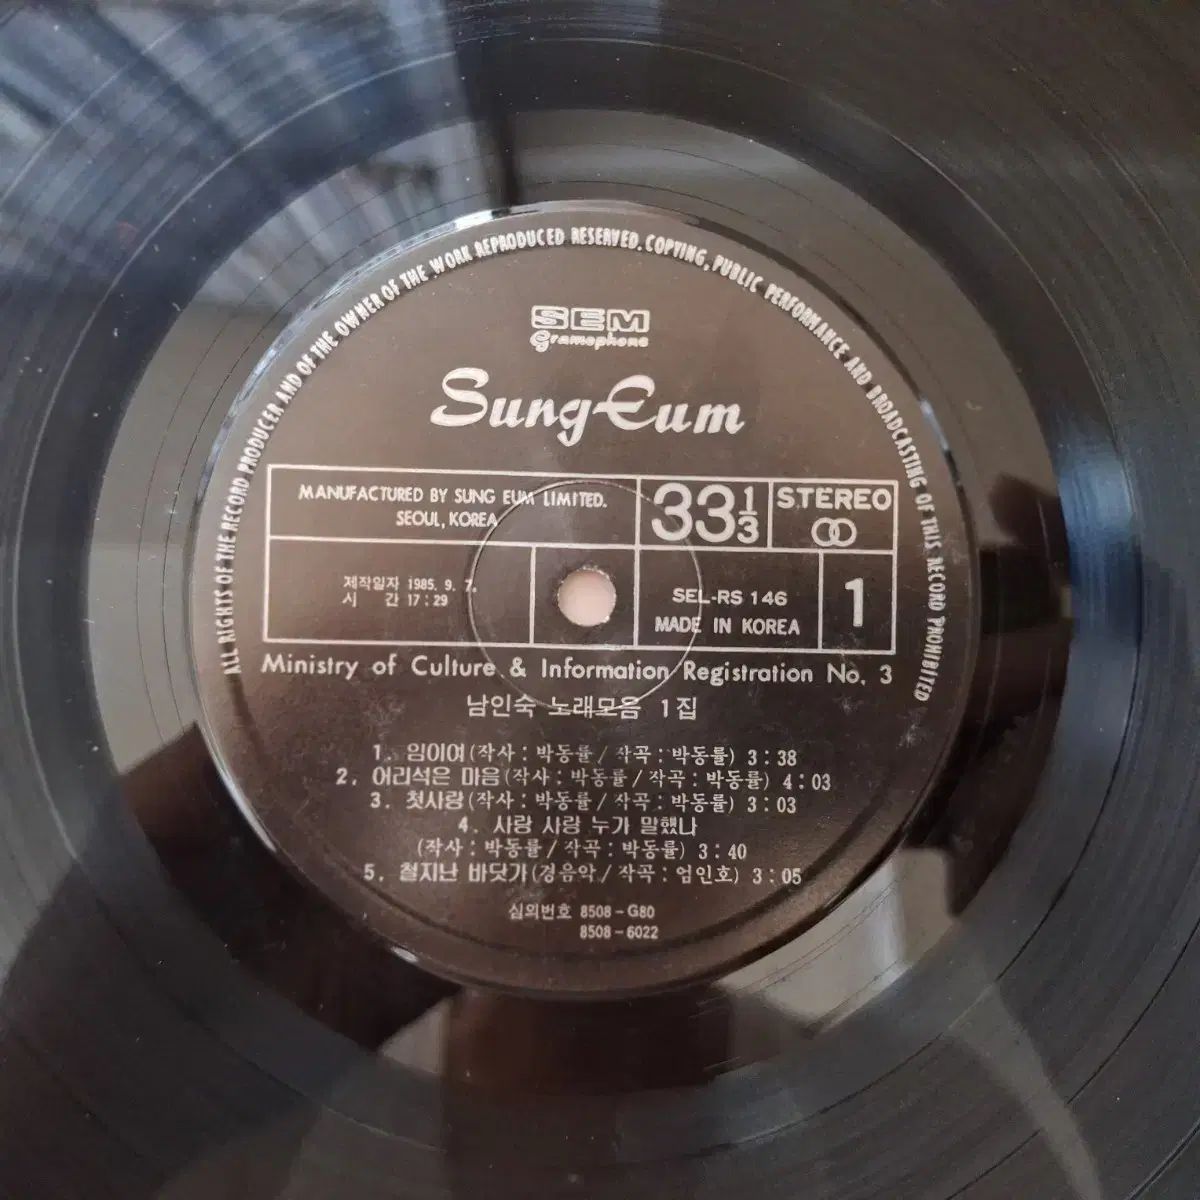 ALL RIGHTS OF THE RECORD PRODUCER AND OF THE OWNER OF THE WORK REPRODUCED RESERVED. COPYING, PUBLIC PERFORMANCE AND BROADCASTING OF THIS RECORD PROHIBITED
SEM
Gramophone
Sung Eum
MANUFACTURED BY SUNG EUM LIMITED.
SEOUL, KOREA
33 1/3
STEREO
제작일자 1985. 9. 7.
시 간 17:29
SEL-RS 146
MADE IN KOREA
1
Ministry of Culture & Information Registration No. 3
남인숙 노래모음 1집
1. 임이여(작사:박동률/작곡:박동률) 3:38
2. 어리석은 마음(작사:박동률/작곡:박동률) 4:03
3. 첫사랑(작사:박동률/작곡:박동률) 3:03
4. 사랑 사랑 누가 말했나
(작사:박동률/작곡:박동률) 3:40
5. 철지난 바닷가(경음악/작곡:엄인호) 3:05
심의번호 8508-G80
8508-6022